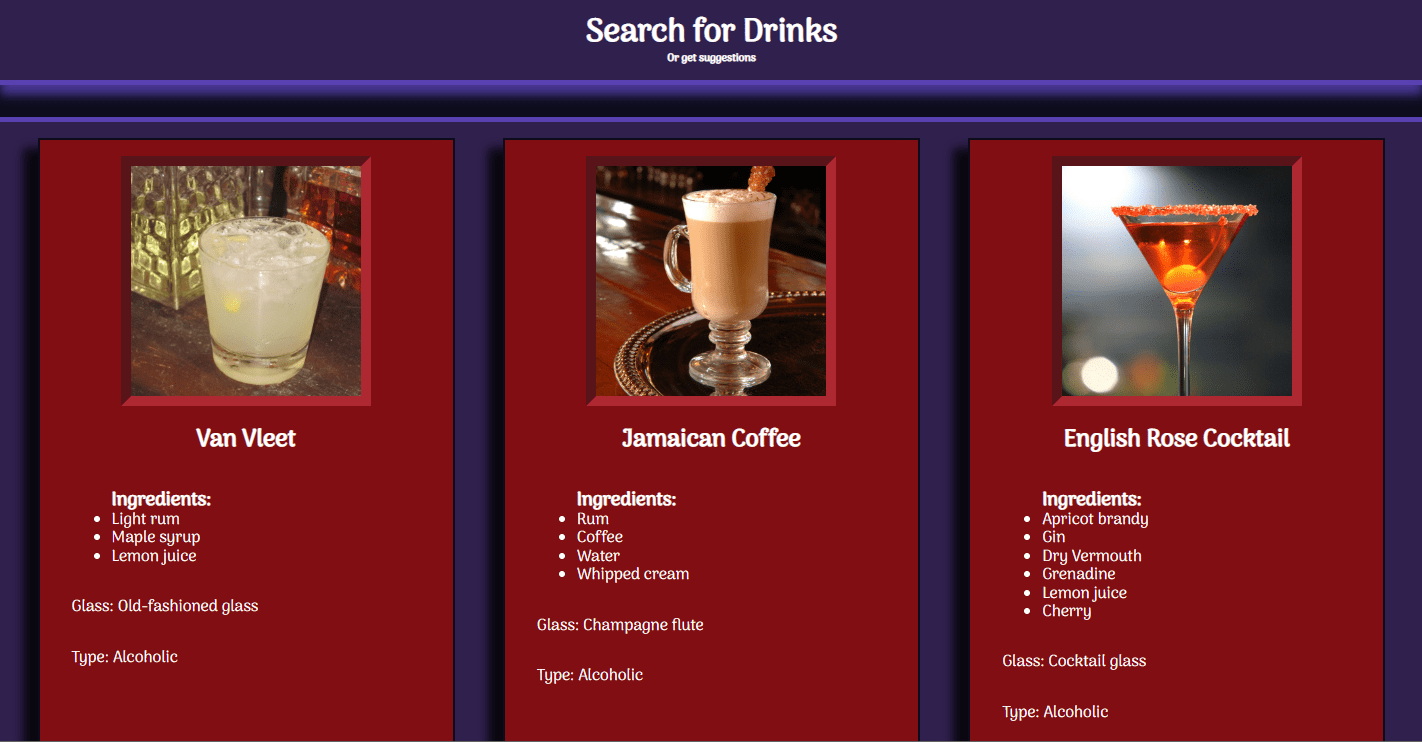 Search for Drinks
Or get suggestions
Van Vleet
Ingredients:
Light rum
Maple syrup
Lemon juice
Glass: Old-fashioned glass
Type: Alcoholic
Jamaican Coffee
Ingredients:
Rum
Coffee
Water
Whipped cream
Glass: Champagne flute
Type: Alcoholic
English Rose Cocktail
Ingredients:
Apricot brandy
Gin
Dry Vermouth
Grenadine
Lemon juice
Cherry
Glass: Cocktail glass
Type: Alcoholic